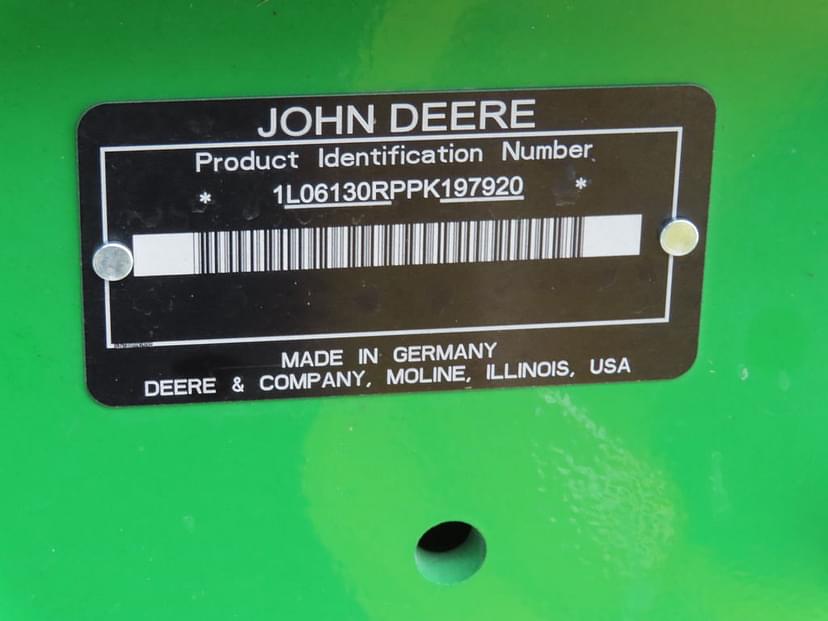 JOHN DEERE
Product Identification Number
* 1L06130RPPK197920 *
MADE IN GERMANY
DEERE & COMPANY, MOLINE, ILLINOIS, USA